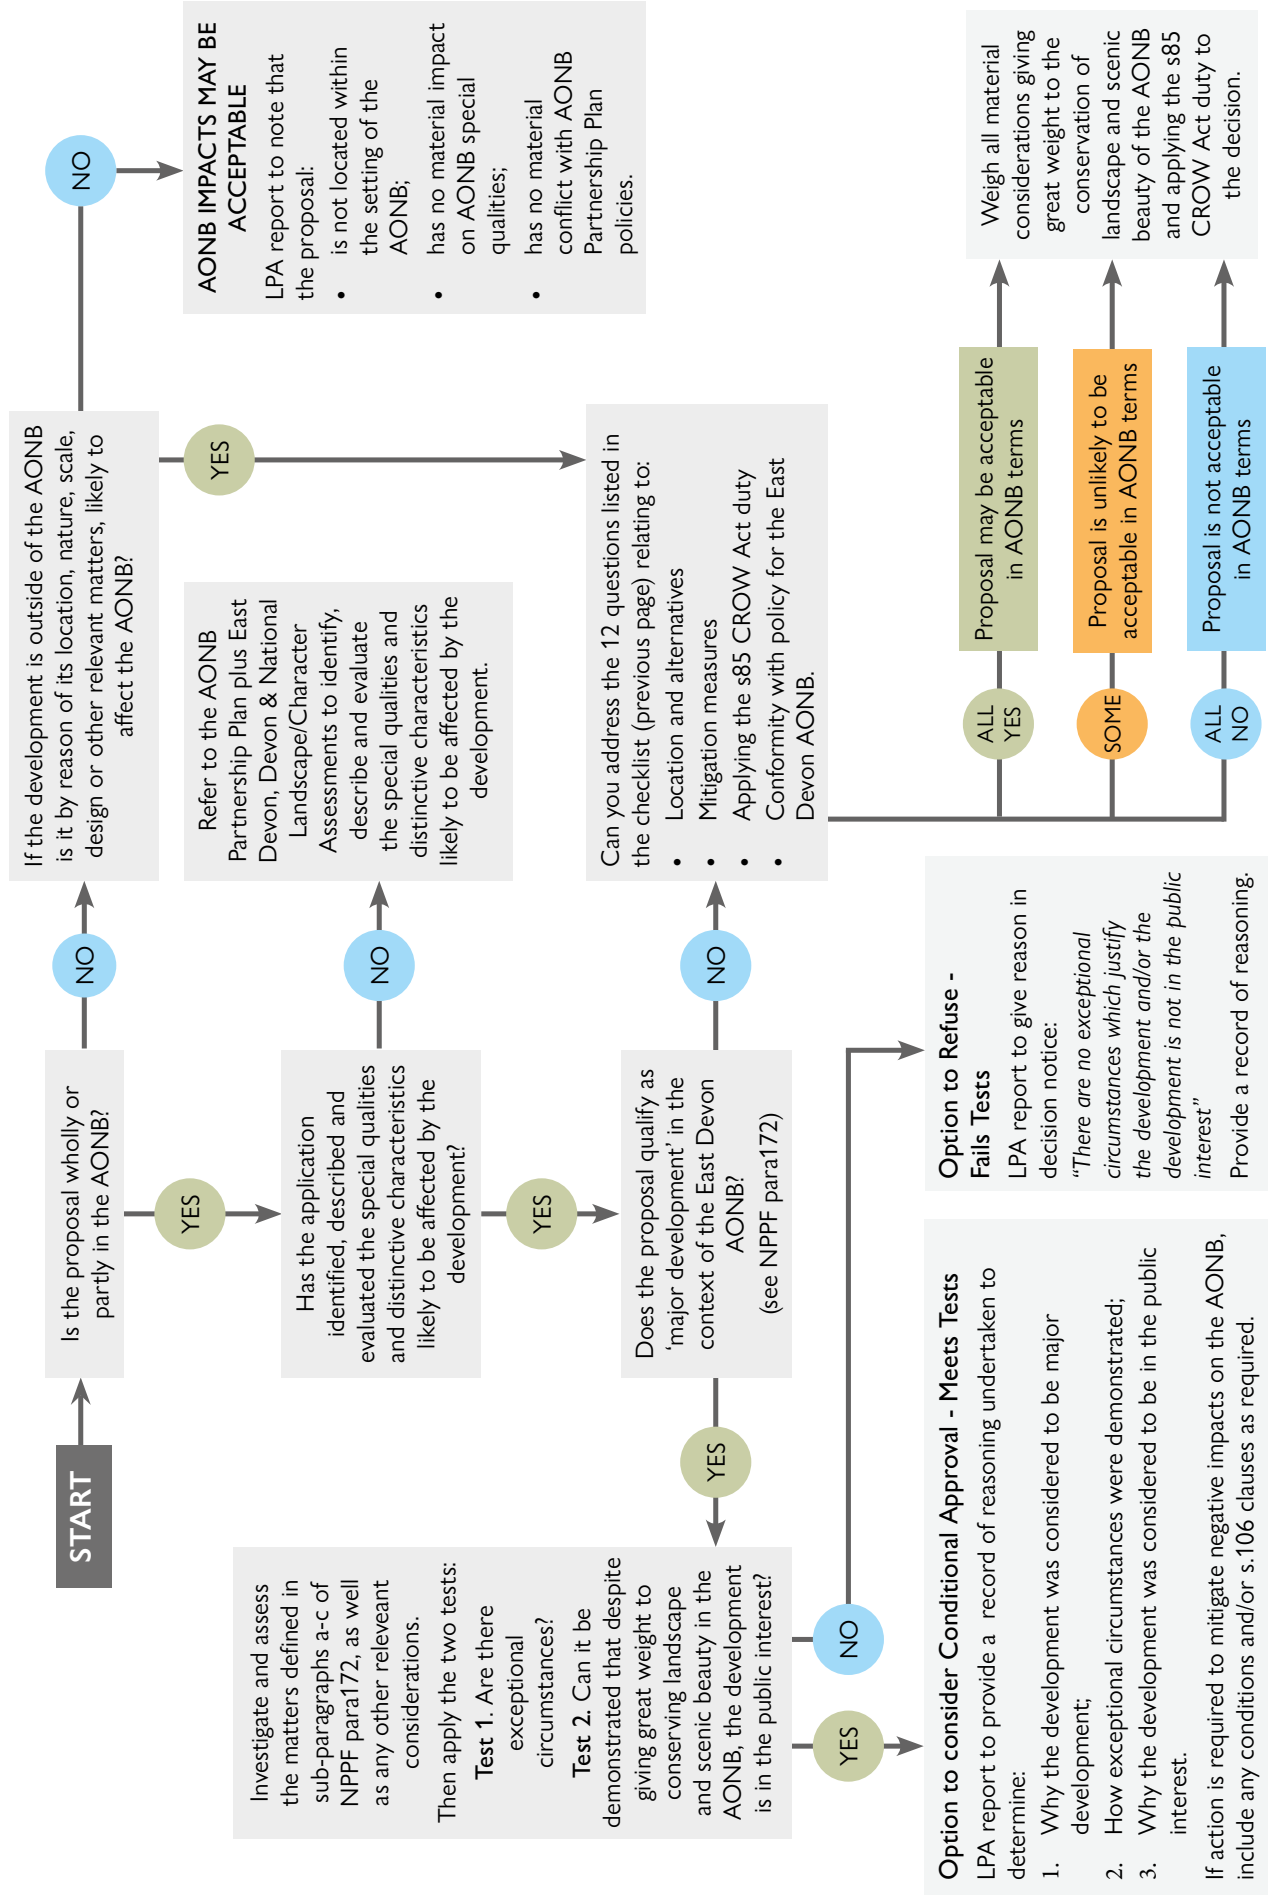 START
Is the proposal wholly or
partly in the AONB?
NO
If the development is outside of the AONB
is it by reason of its location, nature, scale,
design or other relevant matters, likely to
affect the AONB?
NO
AONB IMPACTS MAY BE
ACCEPTABLE
LPA report to note that
the proposal:
• is not located within
the setting of the
AONB;
• has no material impact
on AONB special
qualities;
• has no material
conflict with AONB
Partnership Plan
policies.
YES
YES
Has the application
identified, described and
evaluated the special qualities
and distinctive characteristics
likely to be affected by the
development?
NO
Refer to the AONB
Partnership Plan plus East
Devon, Devon & National
Landscape/Character
Assessments to identify,
describe and evaluate
the special qualities and
distinctive characteristics
likely to be affected by the
development.
YES
Does the proposal qualify as
‘major development’ in the
context of the East Devon
AONB?
(see NPPF para172)
NO
Can you address the 12 questions listed in
the checklist (previous page) relating to:
• Location and alternatives
• Mitigation measures
• Applying the s85 CROW Act duty
• Conformity with policy for the East
Devon AONB.
YES
Investigate and assess
the matters defined in
sub-paragraphs a-c of
NPPF para172, as well
as any other releveant
considerations.
Then apply the two tests:
Test 1. Are there
exceptional
circumstances?
Test 2. Can it be
demonstrated that despite
giving great weight to
conserving landscape
and scenic beauty in the
AONB, the development
is in the public interest?
YES
NO
Option to consider Conditional Approval - Meets Tests
LPA report to provide a record of reasoning undertaken to
determine:
1. Why the development was considered to be major
development;
2. How exceptional circumstances were demonstrated;
3. Why the development was considered to be in the public
interest.
If action is required to mitigate negative impacts on the AONB,
include any conditions and/or s.106 clauses as required.
Option to Refuse -
Fails Tests
LPA report to give reason in
decision notice:
“There are no exceptional
circumstances which justify
the development and/or the
development is not in the public
interest”
Provide a record of reasoning.
ALL
YES
Proposal may be acceptable
in AONB terms
SOME
Proposal is unlikely to be
acceptable in AONB terms
ALL
NO
Proposal is not acceptable
in AONB terms
Weigh all material
considerations giving
great weight to the
conservation of
landscape and scenic
beauty of the AONB
and applying the s85
CROW Act duty to
the decision.